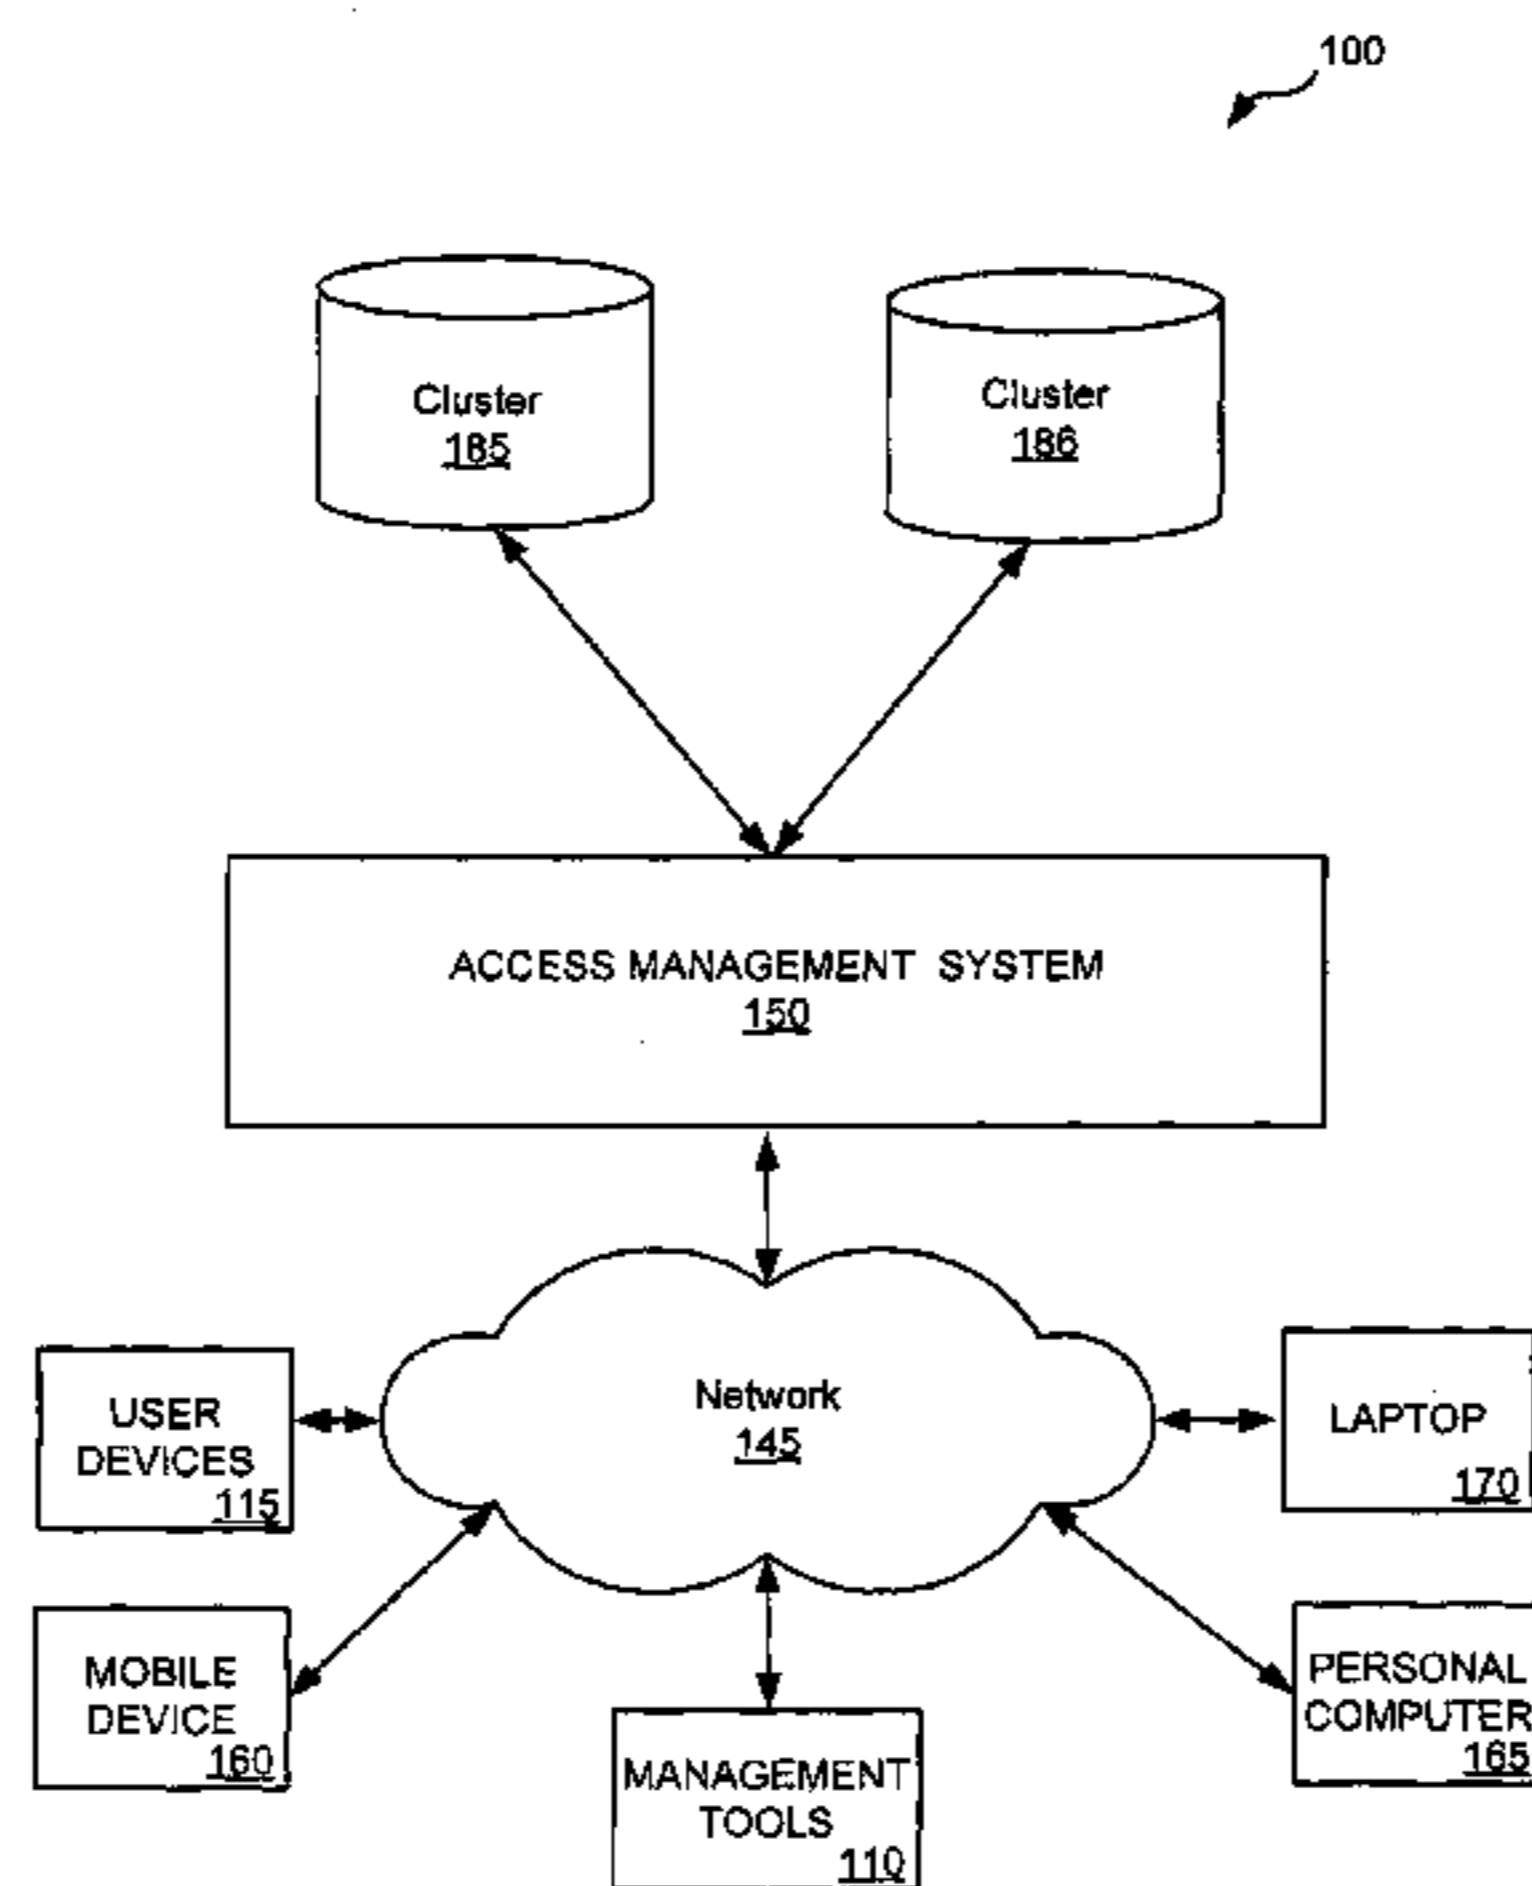 100
Cluster
185
Cluster
186
ACCESS MANAGEMENT SYSTEM
150
Network
145
USER
DEVICES
115
LAPTOP
170
MOBILE
DEVICE
160
MANAGEMENT
TOOLS
110
PERSONAL
COMPUTER
165